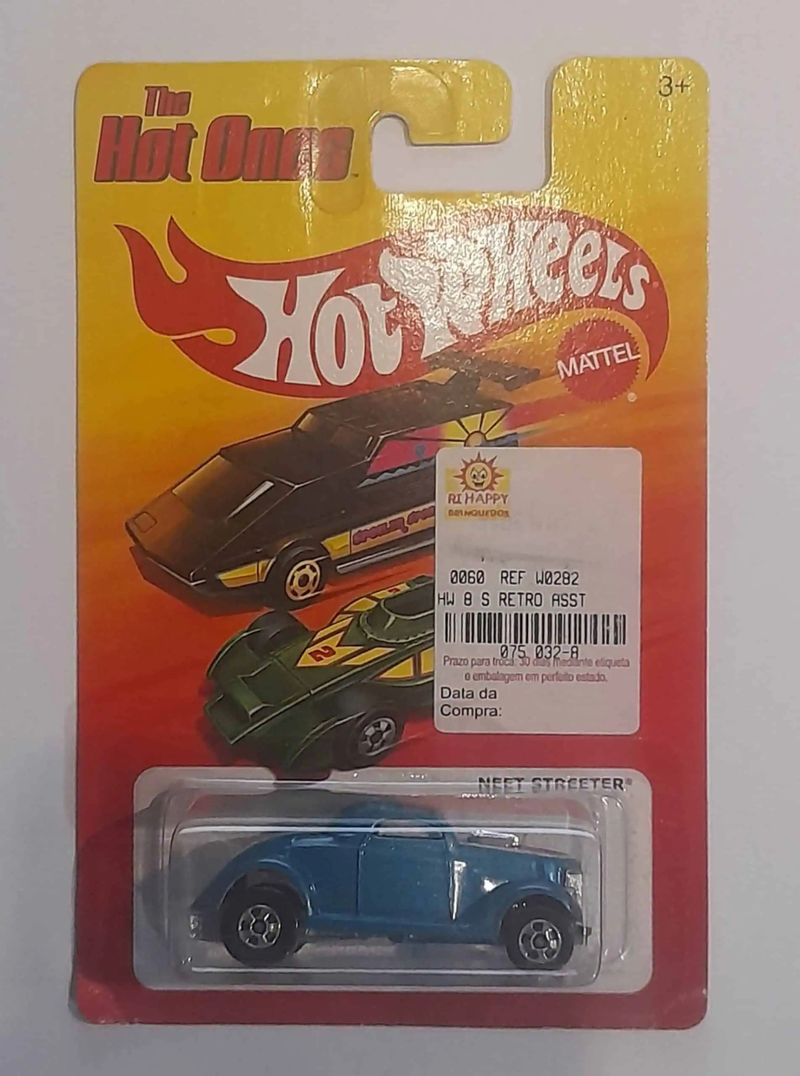 The
Hot Ones
3+
HOT WHEELS
MATTEL
®
RI HAPPY
BRINQUEDOS
0060 REF W0282
HW 8 S RETRO ASST
075 032-A
Prazo para troca: 30 dias mediante etiqueta
e embalagem em perfeito estado.
Data da
Compra:
2
NEET STREETER®